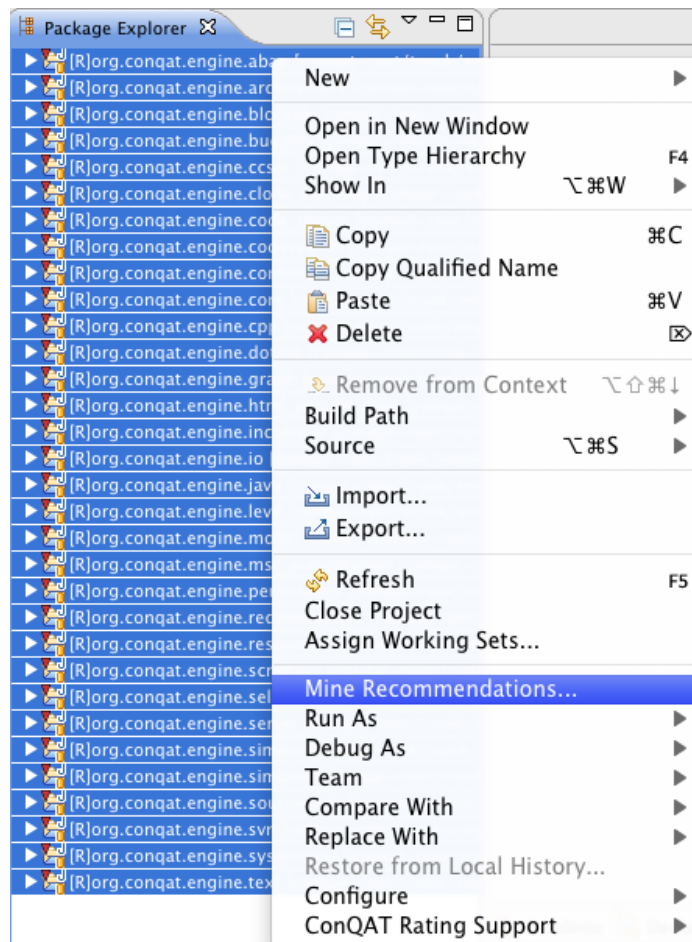 Package Explorer
[R]org.conqat.engine.aba
[R]org.conqat.engine.arc
[R]org.conqat.engine.blo
[R]org.conqat.engine.bu
[R]org.conqat.engine.ccs
[R]org.conqat.engine.clo
[R]org.conqat.engine.co
[R]org.conqat.engine.co
[R]org.conqat.engine.co
[R]org.conqat.engine.co
[R]org.conqat.engine.cpp
[R]org.conqat.engine.do
[R]org.conqat.engine.gra
[R]org.conqat.engine.htr
[R]org.conqat.engine.inc
[R]org.conqat.engine.io
[R]org.conqat.engine.jav
[R]org.conqat.engine.lev
[R]org.conqat.engine.mo
[R]org.conqat.engine.ms
[R]org.conqat.engine.per
[R]org.conqat.engine.rec
[R]org.conqat.engine.res
[R]org.conqat.engine.scr
[R]org.conqat.engine.sel
[R]org.conqat.engine.ser
[R]org.conqat.engine.sim
[R]org.conqat.engine.sim
[R]org.conqat.engine.sou
[R]org.conqat.engine.svr
[R]org.conqat.engine.sys
[R]org.conqat.engine.tex
New
Open in New Window
Open Type Hierarchy F4
Show In ⌥⌘W
Copy ⌘C
Copy Qualified Name
Paste ⌘V
Delete ⌦
Remove from Context ⌥⇧⌘↓
Build Path
Source ⌥⌘S
Import...
Export...
Refresh F5
Close Project
Assign Working Sets...
Mine Recommendations...
Run As
Debug As
Team
Compare With
Replace With
Restore from Local History...
Configure
ConQAT Rating Support